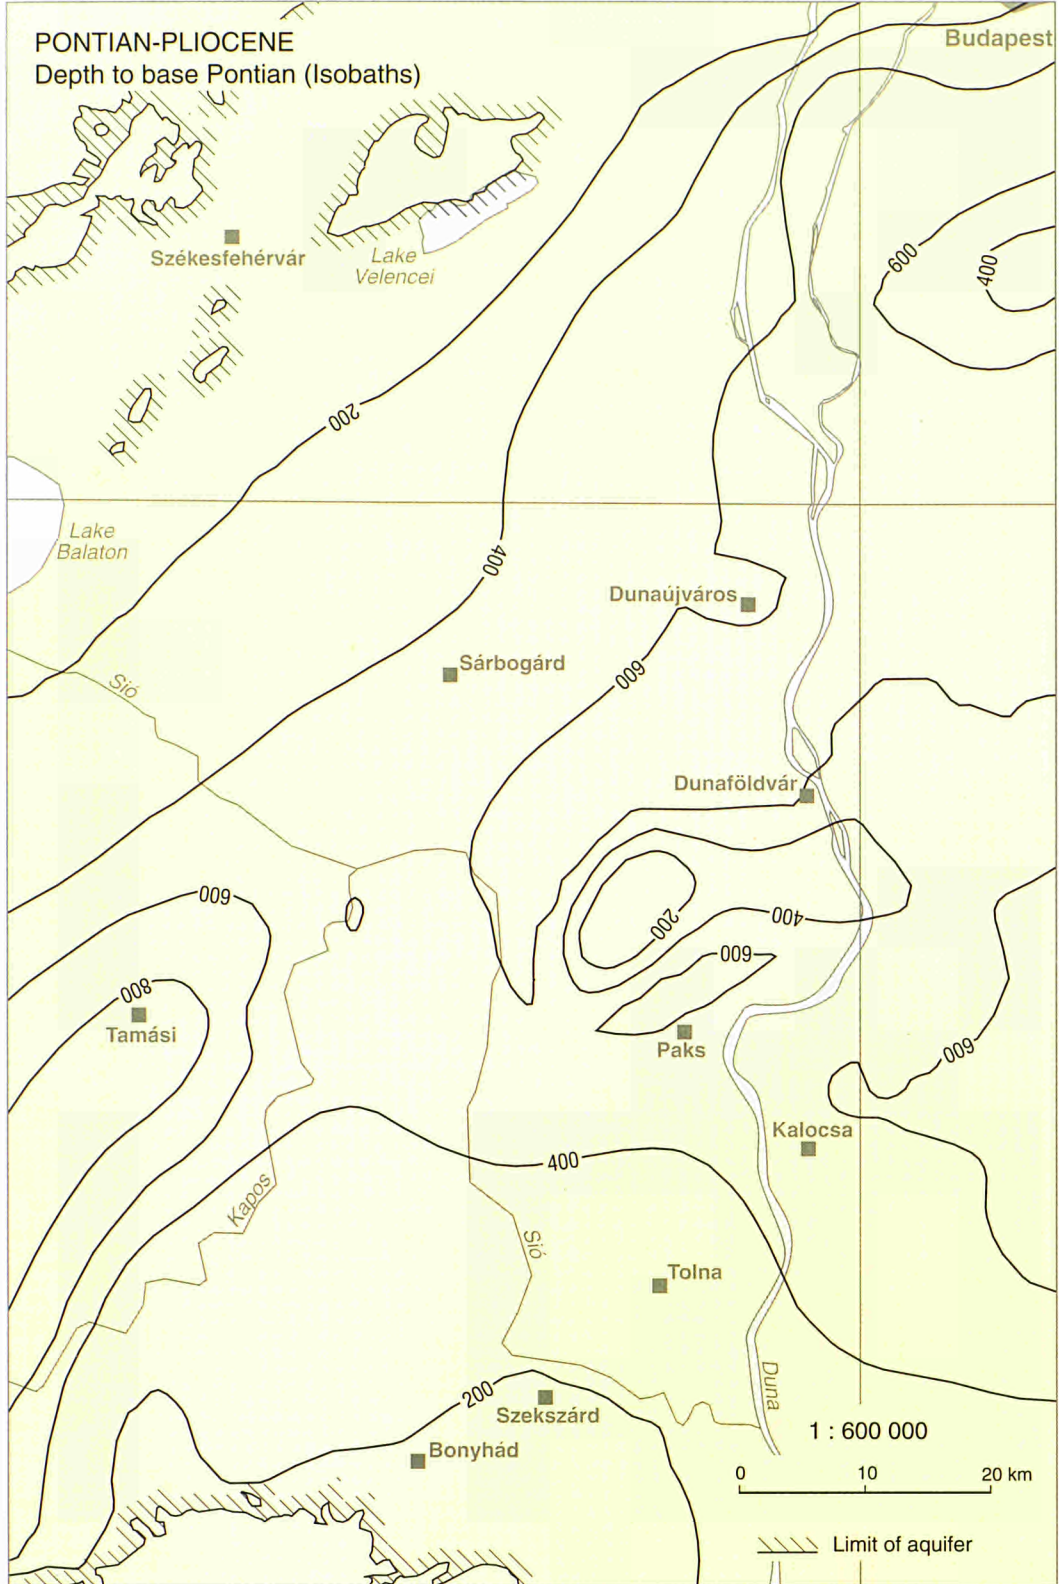 PONTIAN-PLIOCENE
Depth to base Pontian (Isobaths)
Budapest
Székesfehérvár
Lake
Velencei
600
400
200
Lake
Balaton
400
Dunaújváros
Sárbogárd
600
Sió
Dunaföldvár
600
200
400
600
800
Tamási
Paks
600
Kalocsa
400
Kapos
Sió
Tolna
Duna
200
Szekszárd
Bonyhád
1 : 600 000
0 10 20 km
Limit of aquifer